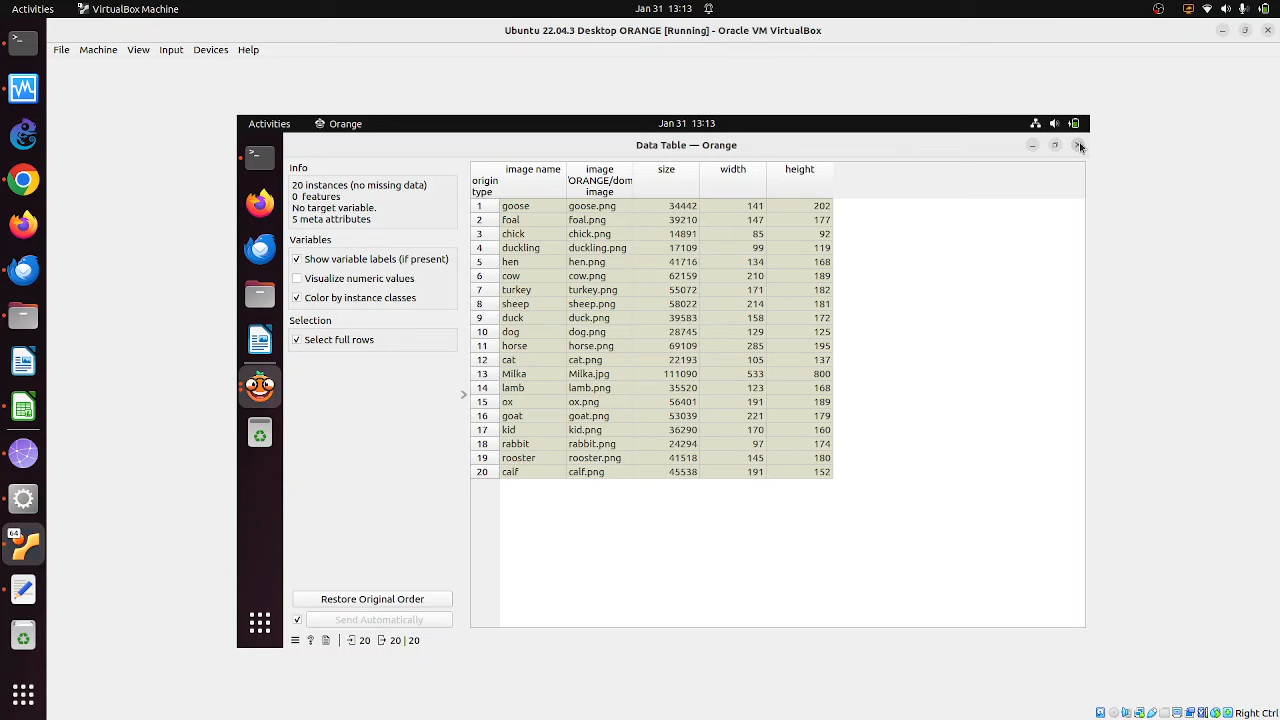 Activities VirtualBox Machine Jan 31 13:13
Ubuntu 22.04.3 Desktop ORANGE [Running] - Oracle VM VirtualBox
File Machine View Input Devices Help
Activities Orange Jan 31 13:13
Data Table — Orange
Info
20 instances (no missing data)
0 features
No target variable.
5 meta attributes
Variables
Show variable labels (if present)
Visualize numeric values
Color by instance classes
Selection
Select full rows
image name image size width height
origin 'ORANGE/dom
type image
1 goose goose.png 34442 141 202
2 foal foal.png 39210 147 177
3 chick chick.png 14891 85 92
4 duckling duckling.png 17109 99 119
5 hen hen.png 41716 134 168
6 cow cow.png 62159 210 189
7 turkey turkey.png 55072 171 182
8 sheep sheep.png 58022 214 181
9 duck duck.png 39583 158 172
10 dog dog.png 28745 129 125
11 horse horse.png 69109 285 195
12 cat cat.png 22193 105 137
13 Milka Milka.jpg 111090 533 800
14 lamb lamb.png 35520 123 168
15 ox ox.png 56401 191 189
16 goat goat.png 53039 221 179
17 kid kid.png 36290 170 160
18 rabbit rabbit.png 24294 97 174
19 rooster rooster.png 41518 145 180
20 calf calf.png 45538 191 152
Restore Original Order
Send Automatically
20 20 | 20
64
Right Ctrl